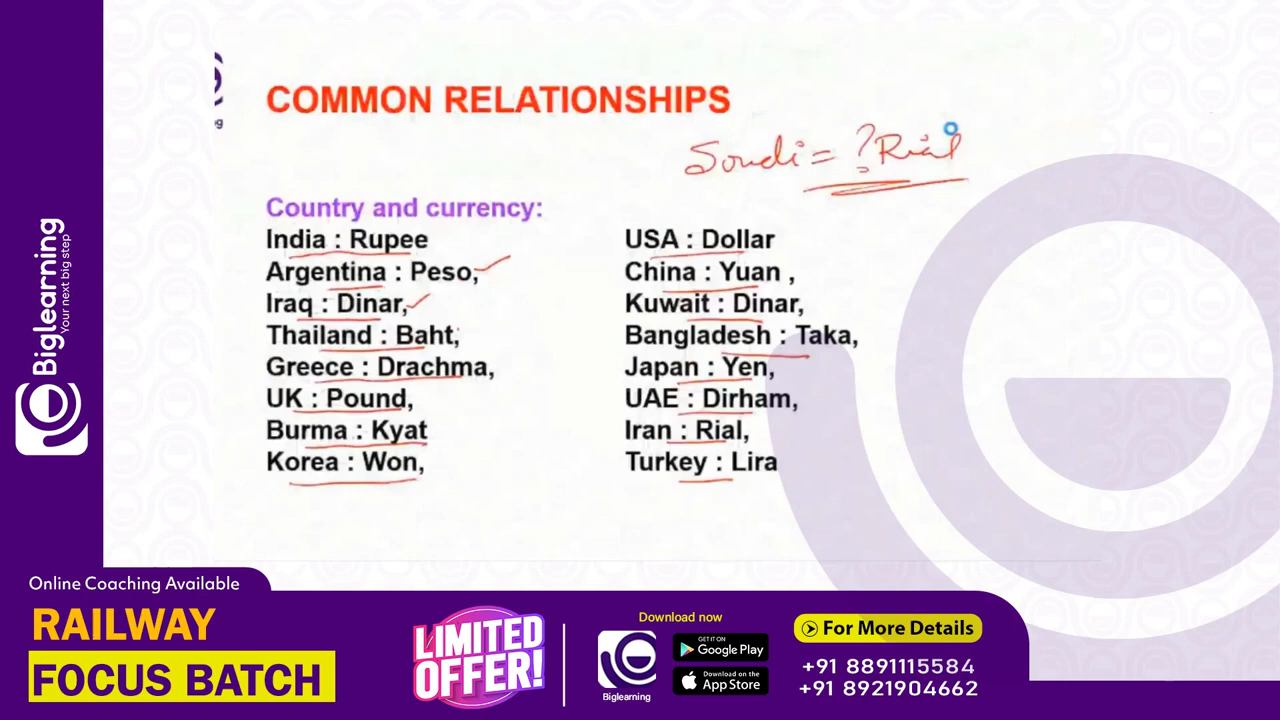 COMMON RELATIONSHIPS
Soudi = ? Rial
Country and currency:
India : Rupee
Argentina : Peso,
Iraq : Dinar,
Thailand : Baht,
Greece : Drachma,
UK : Pound,
Burma : Kyat
Korea : Won,
USA : Dollar
China : Yuan ,
Kuwait : Dinar,
Bangladesh : Taka,
Japan : Yen,
UAE : Dirham,
Iran : Rial,
Turkey : Lira
Biglearning
Your next big step
Online Coaching Available
RAILWAY
FOCUS BATCH
LIMITED
OFFER!
Download now
Biglearning
GET IT ON
Google Play
Download on the
App Store
For More Details
+91 8891115584
+91 8921904662